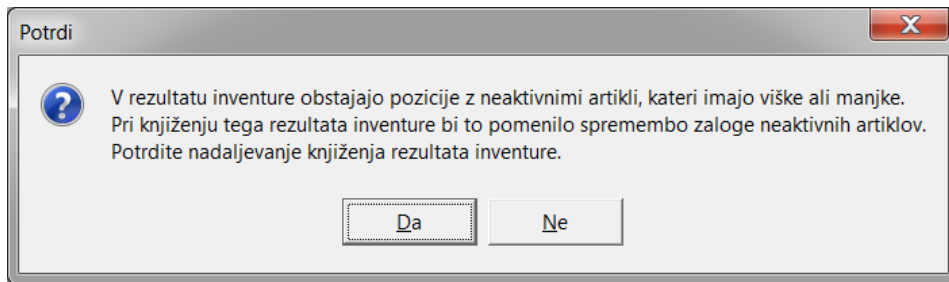 Potrdi
V rezultatu inventure obstajajo pozicije z neaktivnimi artikli, kateri imajo viške ali manjke.
Pri knjiženju tega rezultata inventure bi to pomenilo spremembo zaloge neaktivnih artiklov.
Potrdite nadaljevanje knjiženja rezultata inventure.
Da
Ne